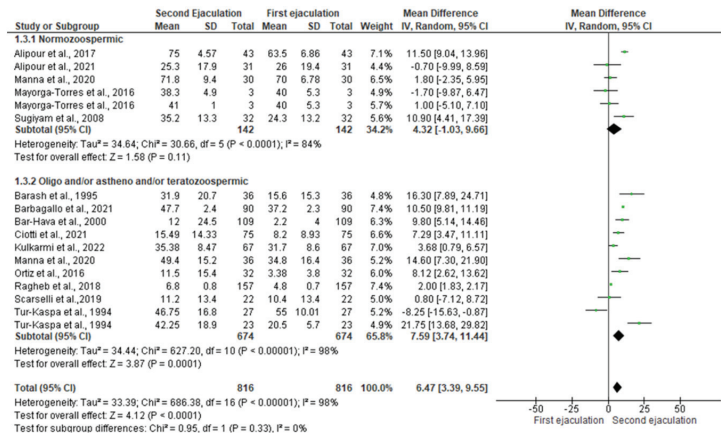 Second Ejaculation First ejaculation Mean Difference Mean Difference
Study or Subgroup Mean SD Total Mean SD Total Weight IV, Random, 95% CI IV, Random, 95% CI
1.3.1 Normozoospermic
Alipour et al., 2017 75 4.57 43 63.5 6.86 43 7.1% 11.50 [9.04, 13.96]
Alipour et al., 2021 25.3 17.9 31 26 19.4 31 4.1% -0.70 [-9.99, 8.59]
Manna et al., 2020 71.8 9.4 30 70 6.78 30 6.5% 1.80 [-2.35, 5.95]
Mayorga-Torres et al., 2016 38.3 4.9 3 40 5.3 3 4.9% -1.70 [-9.87, 6.47]
Mayorga-Torres et al., 2016 41 1 3 40 5.3 3 5.8% 1.00 [-5.10, 7.10]
Sugiyam et al., 2008 35.2 13.3 32 24.3 13.2 32 5.6% 10.90 [4.41, 17.39]
Subtotal (95% CI) 142 142 34.2% 4.32 [-1.03, 9.66]
Heterogeneity: Tau² = 34.64; Chi² = 30.66, df = 5 (P < 0.0001); I² = 84%
Test for overall effect: Z = 1.58 (P = 0.11)
1.3.2 Oligo and/or astheno and/or teratozoospermic
Barash et al., 1995 31.9 20.7 36 15.6 15.3 36 4.8% 16.30 [7.89, 24.71]
Barbagallo et al., 2021 47.7 2.4 90 37.2 2.3 90 7.4% 10.50 [9.81, 11.19]
Bar-Hava et al., 2000 12 24.5 109 2.2 4 109 6.3% 9.80 [5.14, 14.46]
Ciotti et al., 2021 15.49 14.33 75 8.2 8.93 75 6.7% 7.29 [3.47, 11.11]
Kulkarmi et al., 2022 35.38 8.47 67 31.7 8.6 67 7.0% 3.68 [0.79, 6.57]
Manna et al., 2020 49.4 15.2 36 34.8 16.4 36 5.2% 14.60 [7.30, 21.90]
Ortiz et al., 2016 11.5 15.4 32 3.38 3.8 32 6.0% 8.12 [2.62, 13.62]
Ragheb et al., 2018 6.8 0.8 157 4.8 0.7 157 7.5% 2.00 [1.83, 2.17]
Scarselli et al.,2019 11.2 13.4 22 10.4 13.4 22 5.0% 0.80 [-7.12, 8.72]
Tur-Kaspa et al., 1994 46.75 16.8 27 55 10.01 27 5.2% -8.25 [-15.63, -0.87]
Tur-Kaspa et al., 1994 42.25 18.9 23 20.5 5.7 23 4.9% 21.75 [13.68, 29.82]
Subtotal (95% CI) 674 674 65.8% 7.59 [3.74, 11.44]
Heterogeneity: Tau² = 34.44; Chi² = 627.20, df = 10 (P < 0.00001); I² = 98%
Test for overall effect: Z = 3.87 (P = 0.0001)
Total (95% CI) 816 816 100.0% 6.47 [3.39, 9.55]
Heterogeneity: Tau² = 33.39; Chi² = 686.38, df = 16 (P < 0.00001); I² = 98%
Test for overall effect: Z = 4.12 (P < 0.0001)
Test for subgroup differences: Chi² = 0.95, df = 1 (P = 0.33), I² = 0%
-50 -25 0 25 50
First ejaculation Second ejaculation